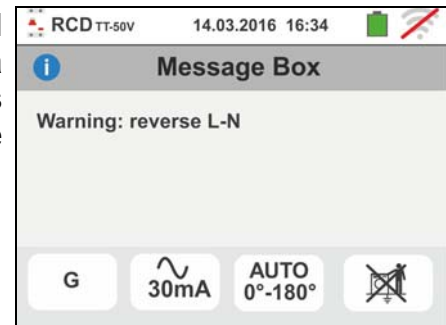 RCD TT-50V 14.03.2016 16:34
Message Box
Warning: reverse L-N
G 30mA AUTO
0°-180°